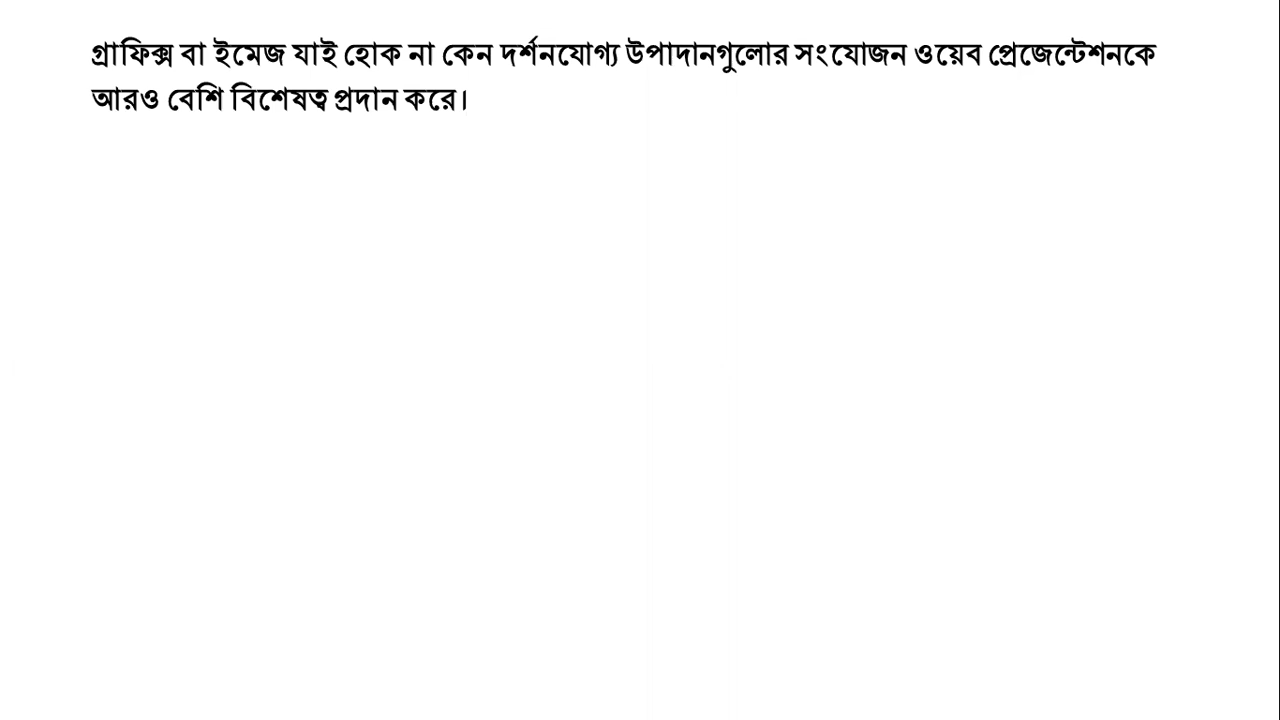 গ্রাফিক্স বা ইমেজ যাই হোক না কেন দর্শনযোগ্য উপাদানগুলোর সংযোজন ওয়েব প্রেজেন্টেশনকে
আরও বেশি বিশেষত্ব প্রদান করে।